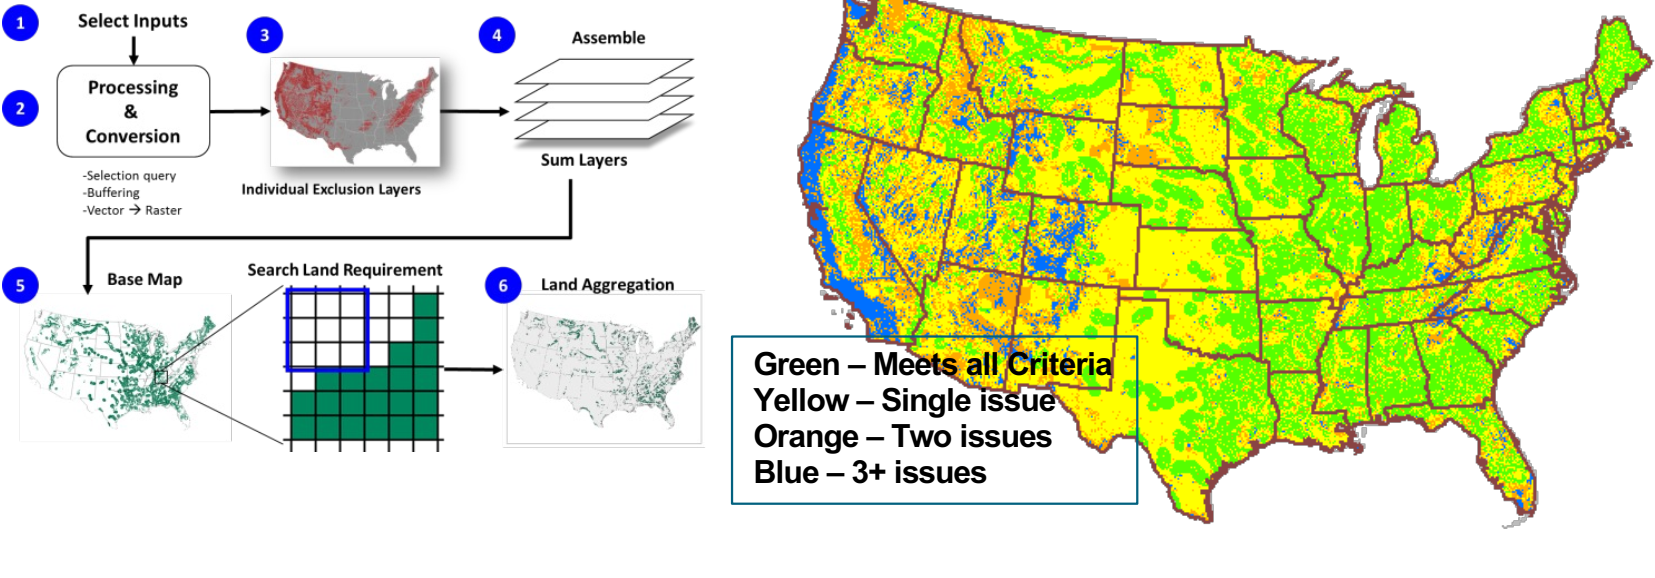 1
Select Inputs
2
Processing
&
Conversion
-Selection query
-Buffering
-Vector → Raster
3
Individual Exclusion Layers
4
Assemble
Sum Layers
5
Base Map
Search Land Requirement
6
Land Aggregation
Green – Meets all Criteria
Yellow – Single issue
Orange – Two issues
Blue – 3+ issues